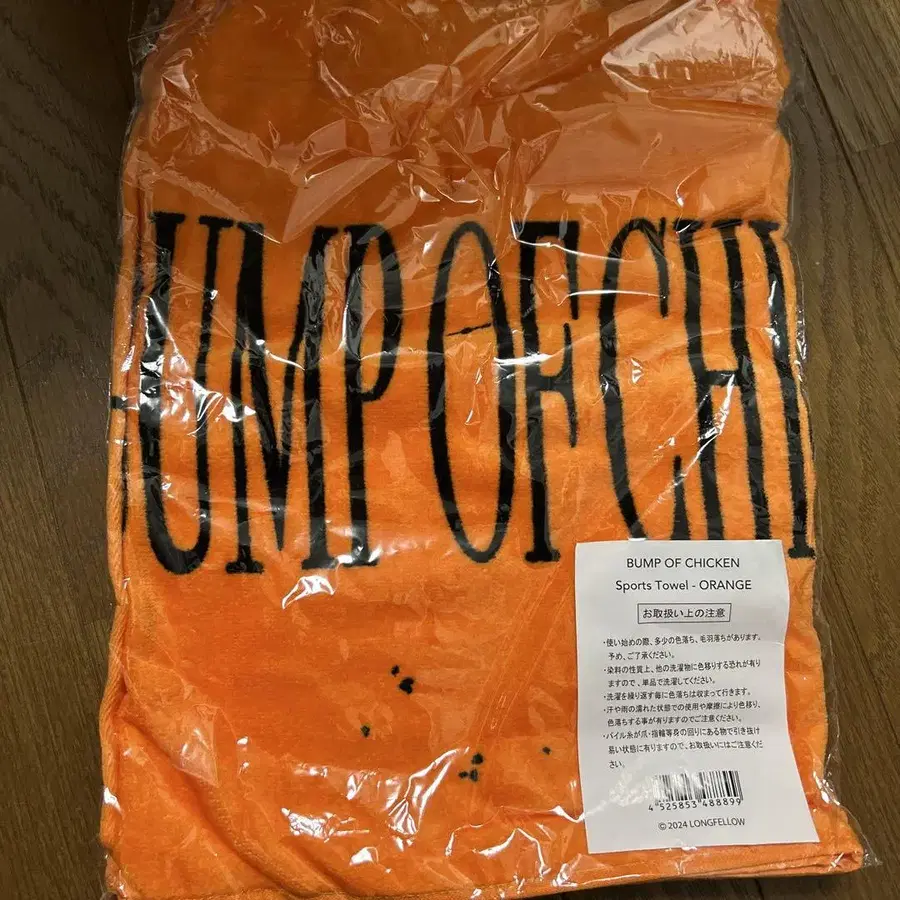 BUMP OF CHI
BUMP OF CHICKEN
Sports Towel - ORANGE
お取扱い上の注意
・使い始めの際、多少の色落ち、毛羽落ちがあります。
予め、ご了承ください。
・染料の性質上、他の洗濯物に色移りする恐れが有り
ますので、単品で洗濯してください。
・洗濯を繰り返す毎に色落ちは収まって行きます。
・汗や雨の濡れた状態での使用や摩擦により色移り、
色落ちする事が有りますのでご注意ください。
・パイル糸が爪・指輪等身の回りにある物で引き抜け
易い状態に有りますので、お取扱いにはご注意くだ
さい。
4 525853 488899
© 2024 LONGFELLOW